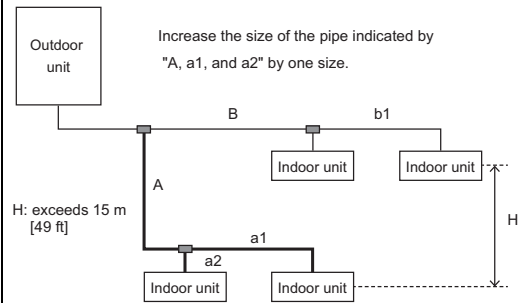 Outdoor
unit
Increase the size of the pipe indicated by
"A, a1, and a2" by one size.
B
b1
Indoor unit
Indoor unit
A
H: exceeds 15 m
[49 ft]
H
a1
a2
Indoor unit
Indoor unit